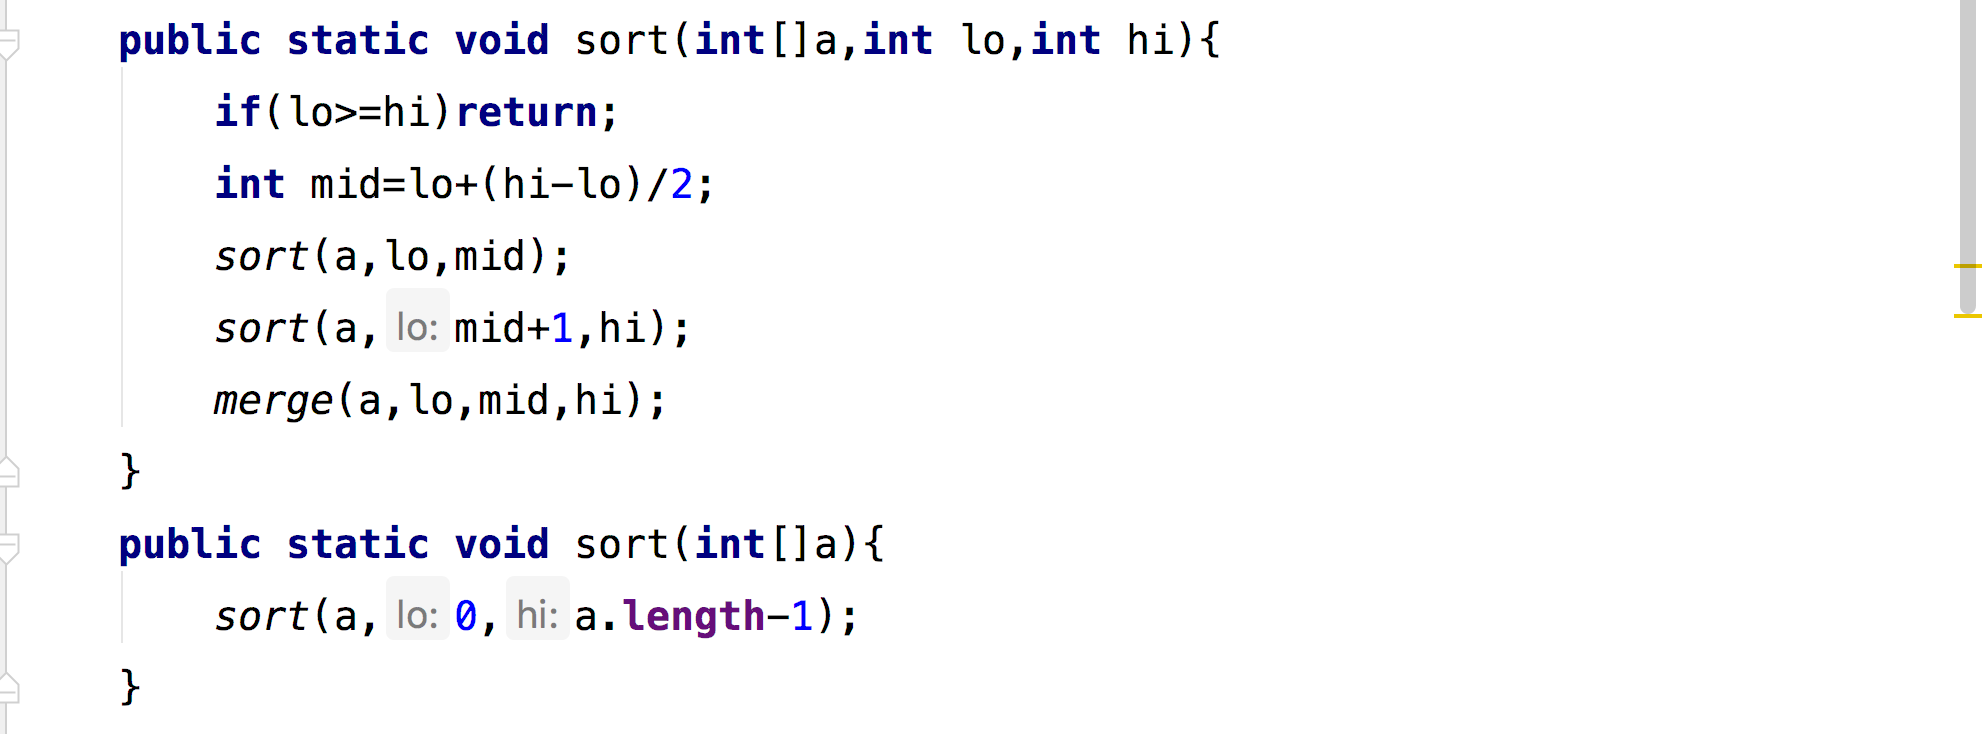 public static void sort(int[]a,int lo,int hi){
if(lo>=hi)return;
int mid=lo+(hi-lo)/2;
sort(a,lo,mid);
sort(a, lo: mid+1,hi);
merge(a,lo,mid,hi);
}
public static void sort(int[]a){
sort(a, lo: 0, hi: a.length-1);
}